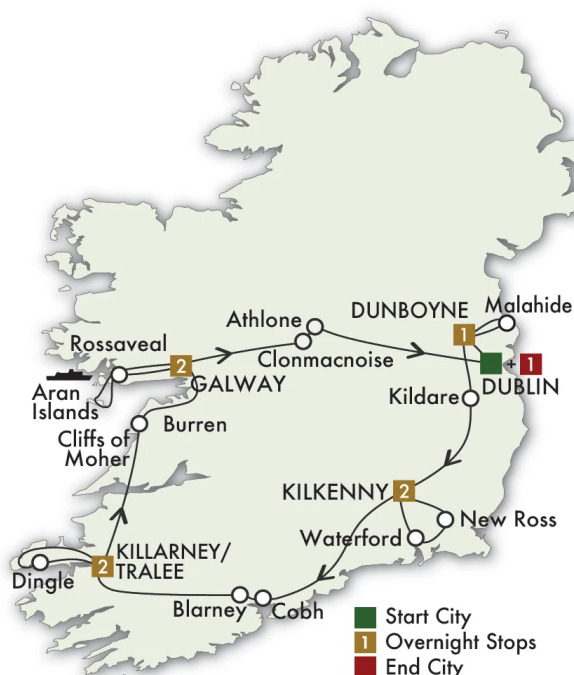 DUNBOYNE
Malahide
1
Athlone
Rossaveal
Clonmacnoise
+ 1
DUBLIN
2
GALWAY
Aran
Islands
Kildare
Burren
Cliffs of
Moher
KILKENNY
2
New Ross
Waterford
KILLARNEY/
2
TRALEE
Dingle
Blarney
Cobh
Start City
1 Overnight Stops
End City